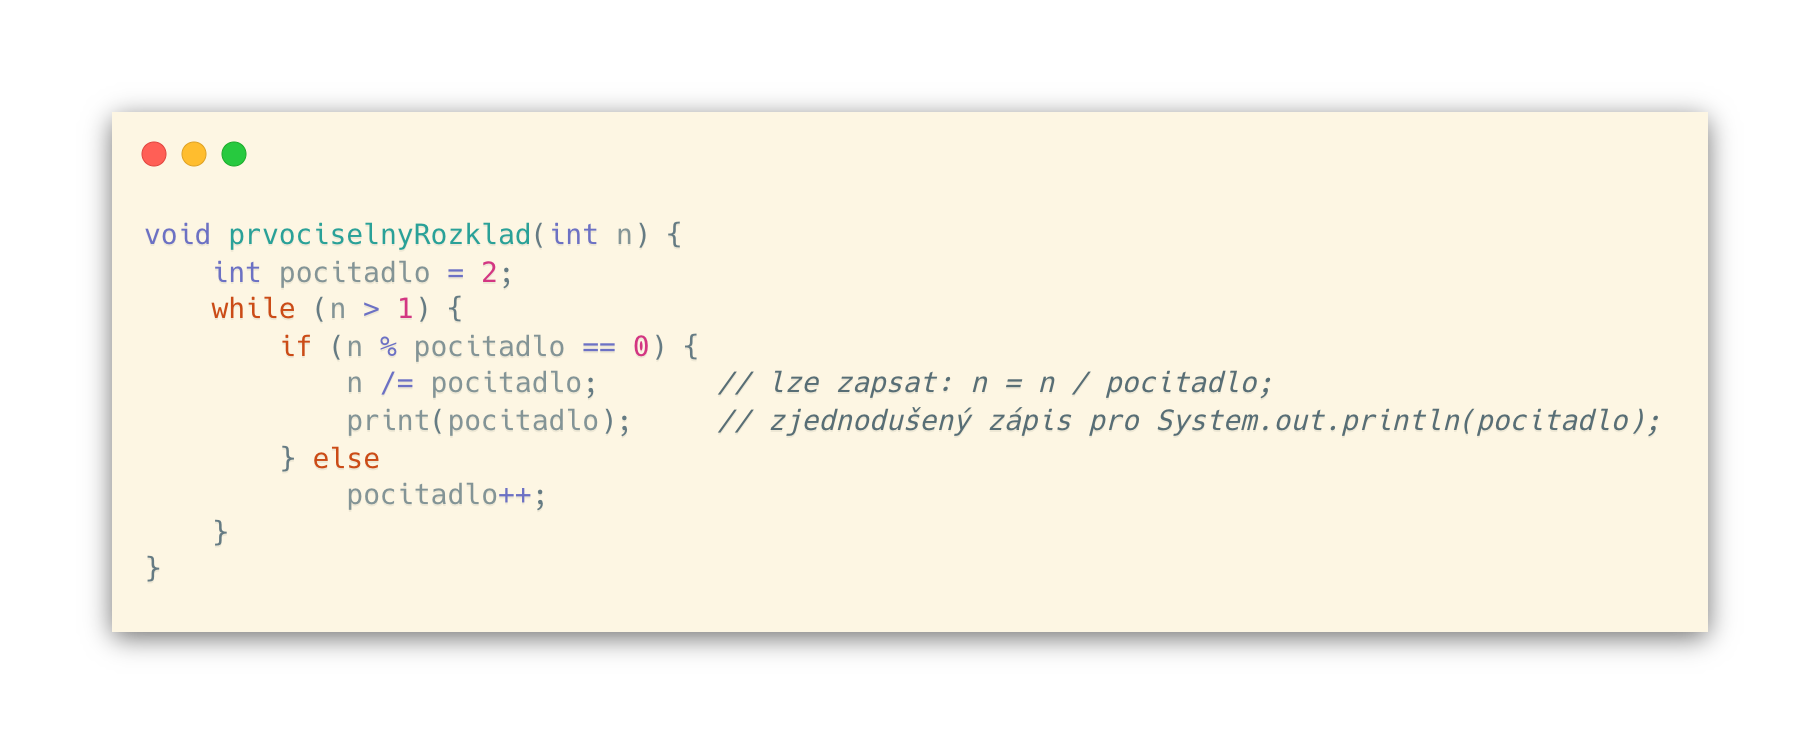 void prvociselnyRozklad(int n) {
    int pocitadlo = 2;
    while (n > 1) {
        if (n % pocitadlo == 0) {
            n /= pocitadlo;       // lze zapsat: n = n / pocitadlo;
            print(pocitadlo);     // zjednodušený zápis pro System.out.println(pocitadlo);
        } else
            pocitadlo++;
    }
}